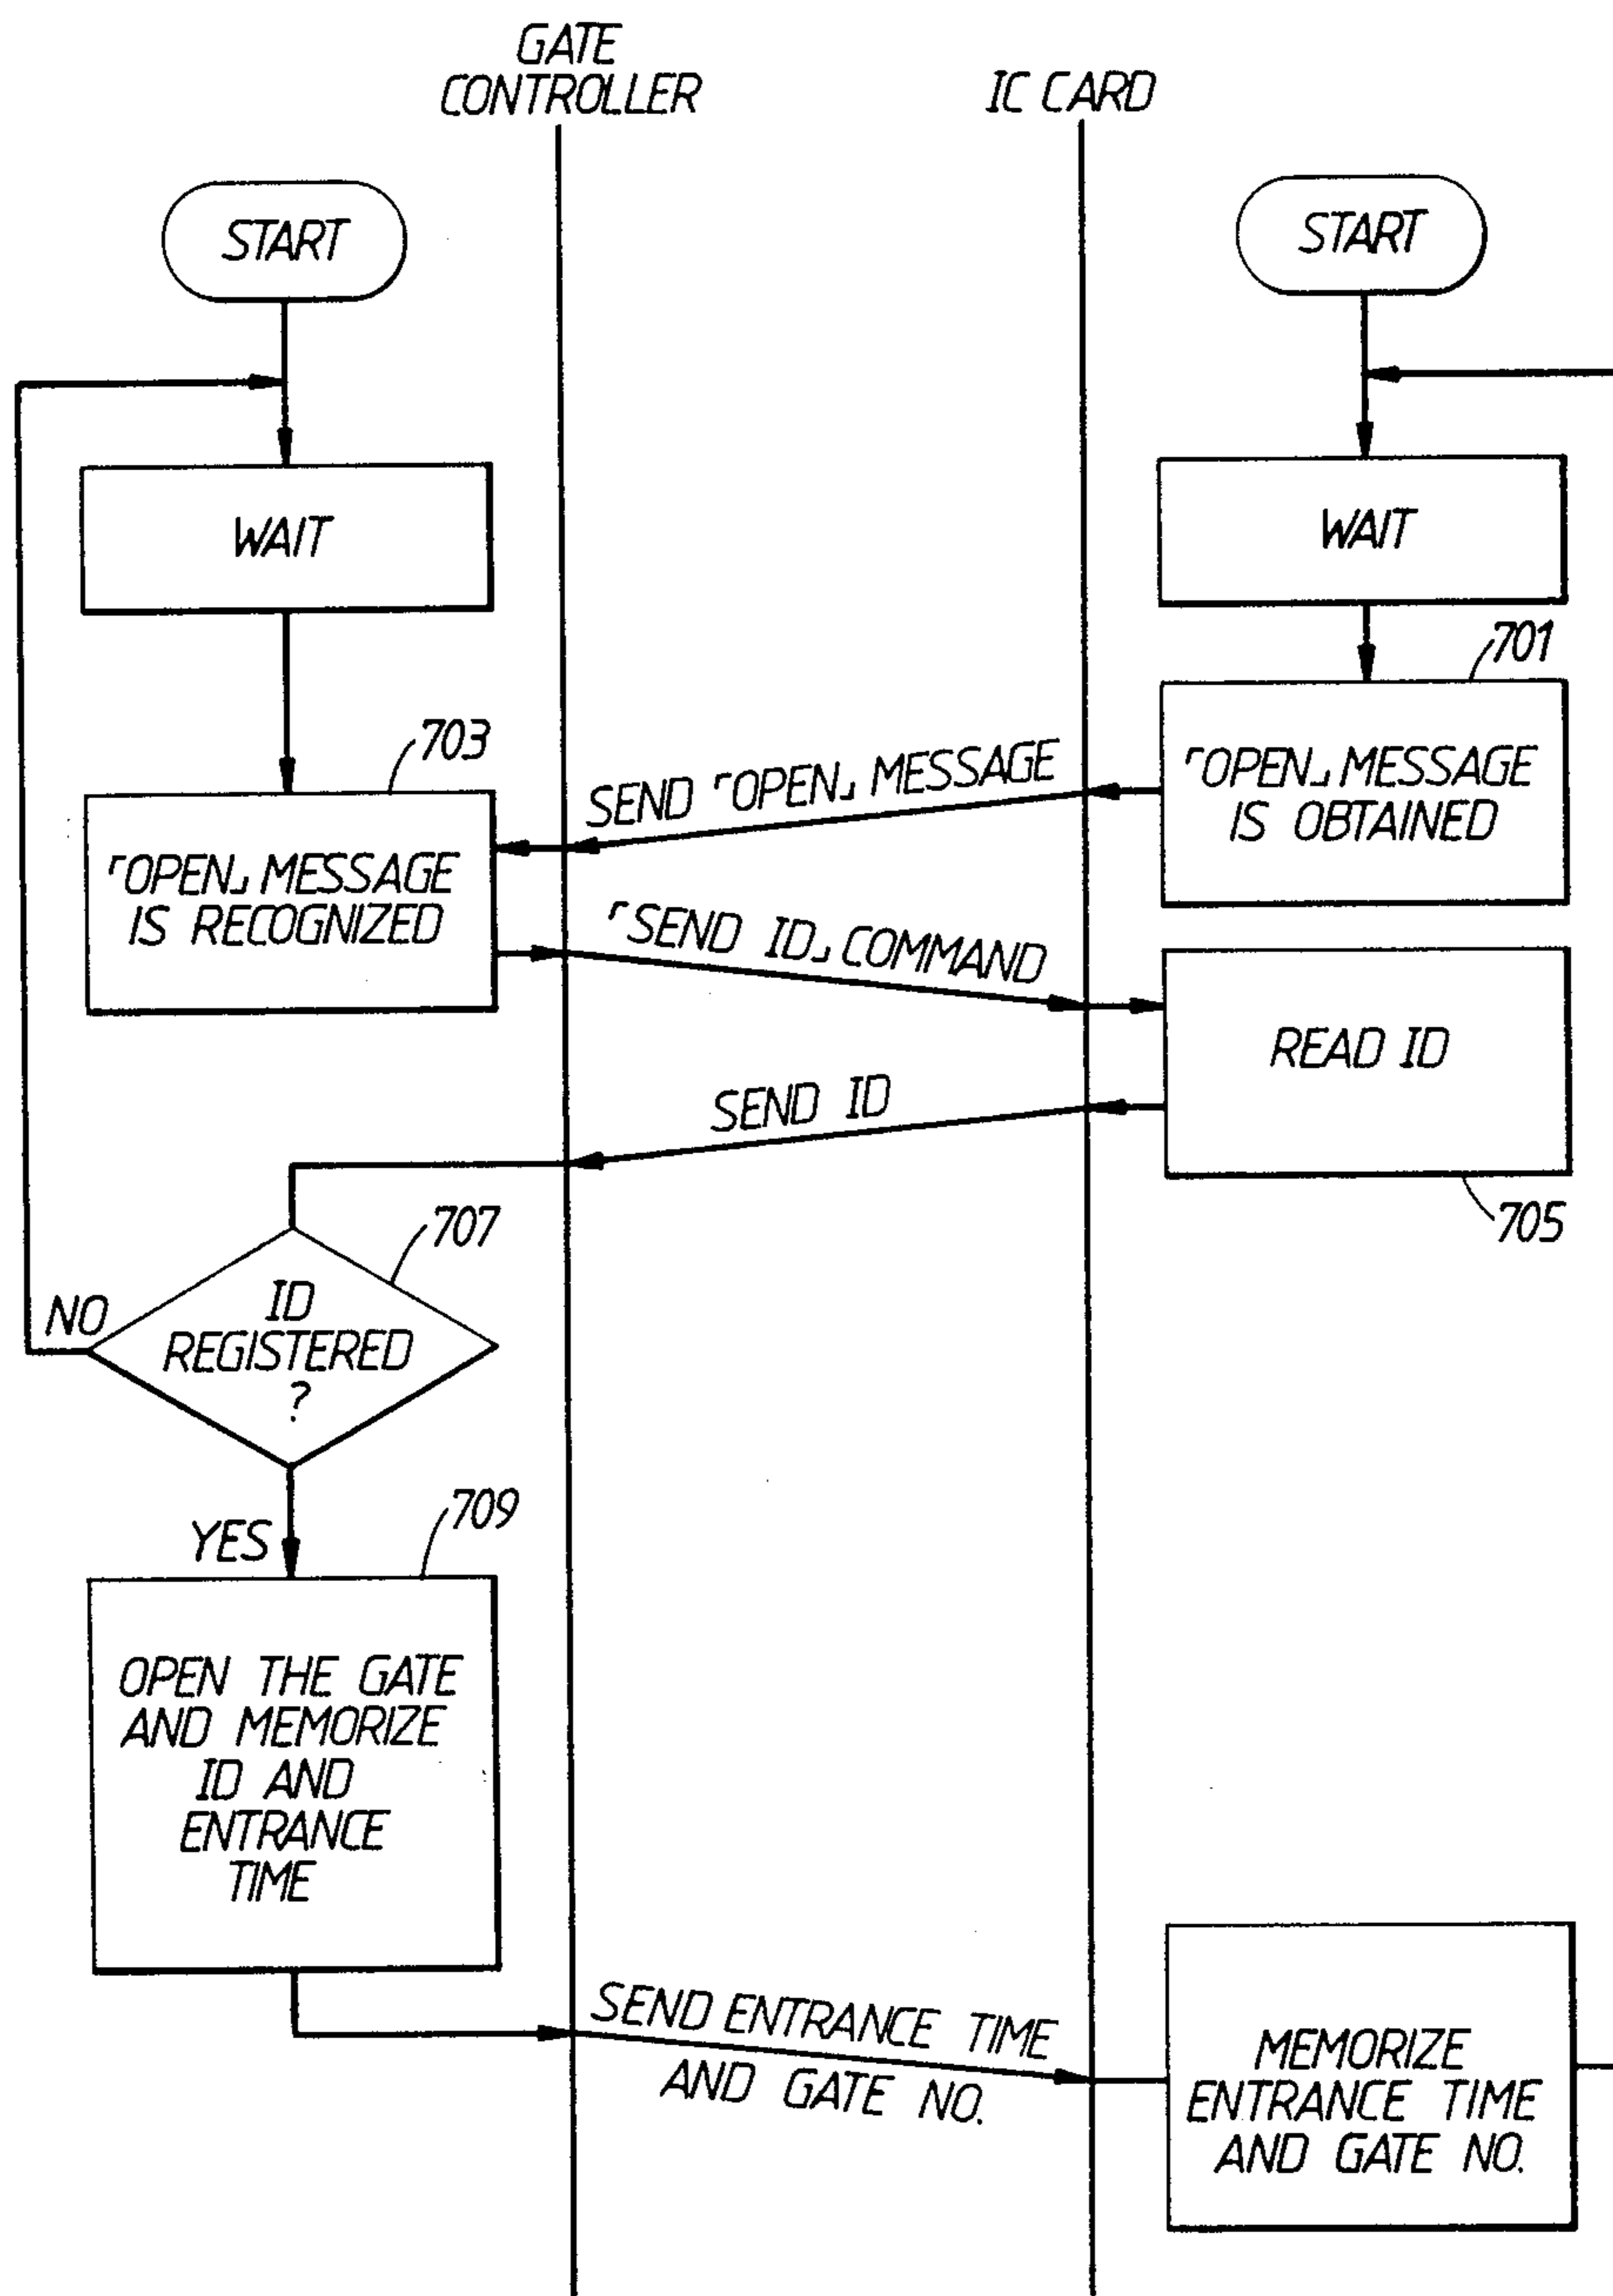 GATE
CONTROLLER
IC CARD
START
START
WAIT
WAIT
701
「OPEN」 MESSAGE
IS OBTAINED
703
SEND 「OPEN」 MESSAGE
「OPEN」 MESSAGE
IS RECOGNIZED
「SEND ID」 COMMAND
READ ID
SEND ID
705
707
ID
REGISTERED
?
NO
YES
709
OPEN THE GATE
AND MEMORIZE
ID AND
ENTRANCE
TIME
SEND ENTRANCE TIME
AND GATE NO.
MEMORIZE
ENTRANCE TIME
AND GATE NO.